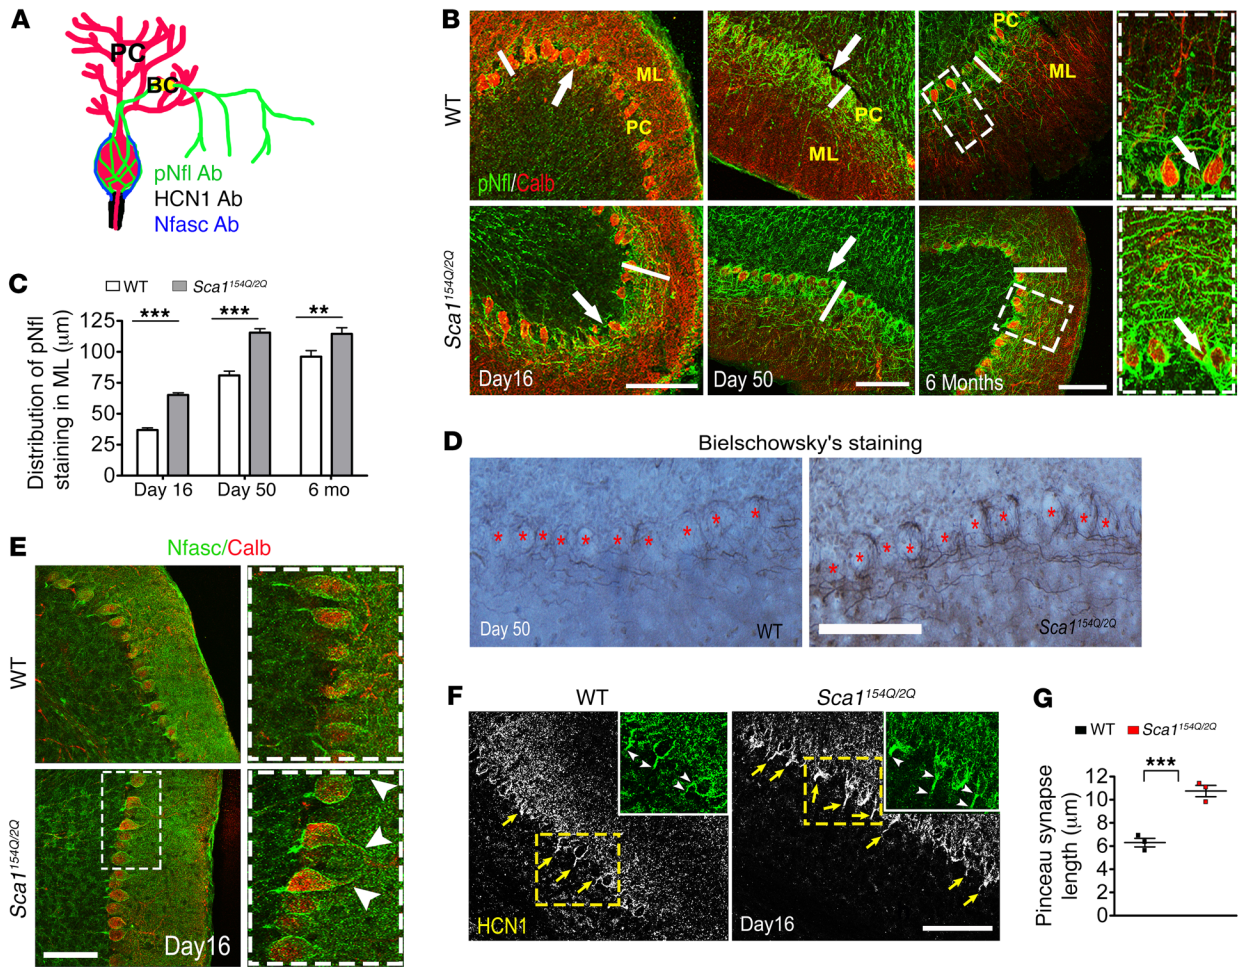 A
PC
BC
pNfl Ab
HCN1 Ab
Nfasc Ab
B
WT
Sca1154Q/2Q
ML
PC
pNfl/Calb
PC
ML
PC
ML
Day16
Day 50
6 Months
C
WT
Sca1154Q/2Q
Distribution of pNfl
staining in ML (μm)
125
100
75
50
25
0
***
***
**
Day 16
Day 50
6 mo
D
Bielschowsky's staining
* * * * * * * * * *
* * * * * * * * *
Day 50
WT
Sca1154Q/2Q
E
Nfasc/Calb
WT
Sca1154Q/2Q
Day16
F
WT
Sca1154Q/2Q
HCN1
Day16
G
WT
Sca1154Q/2Q
Pinceau synapse
length (μm)
***
12
10
8
6
4
2
0